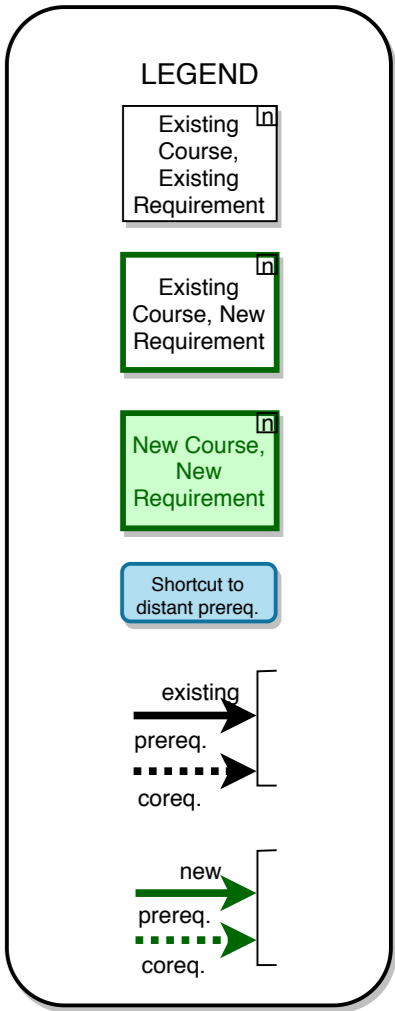 LEGEND
n
Existing
Course,
Existing
Requirement
n
Existing
Course, New
Requirement
n
New Course,
New
Requirement
Shortcut to
distant prereq.
existing
prereq.
coreq.
new
prereq.
coreq.